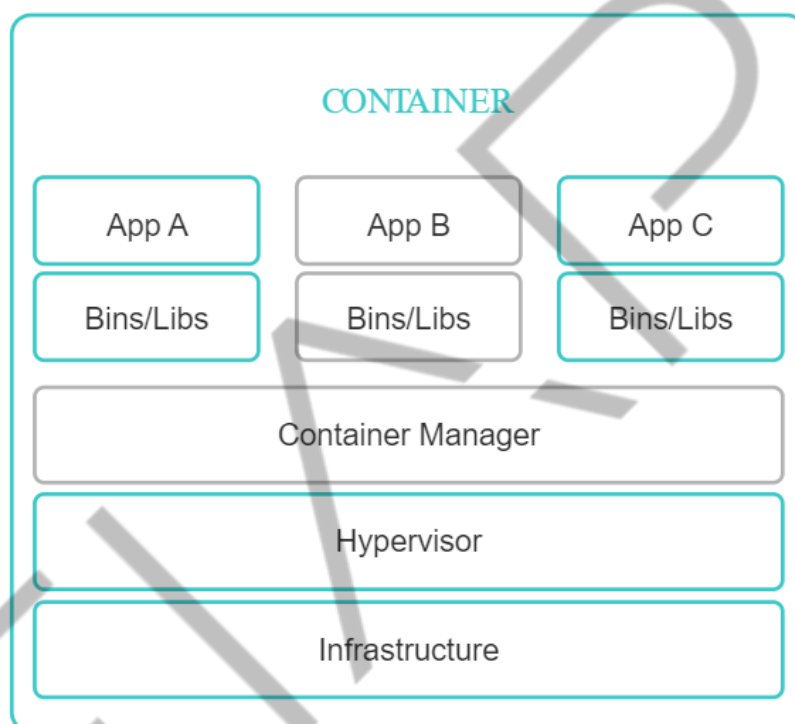 CONTAINER
App A App B App C
Bins/Libs Bins/Libs Bins/Libs
Container Manager
Hypervisor
Infrastructure